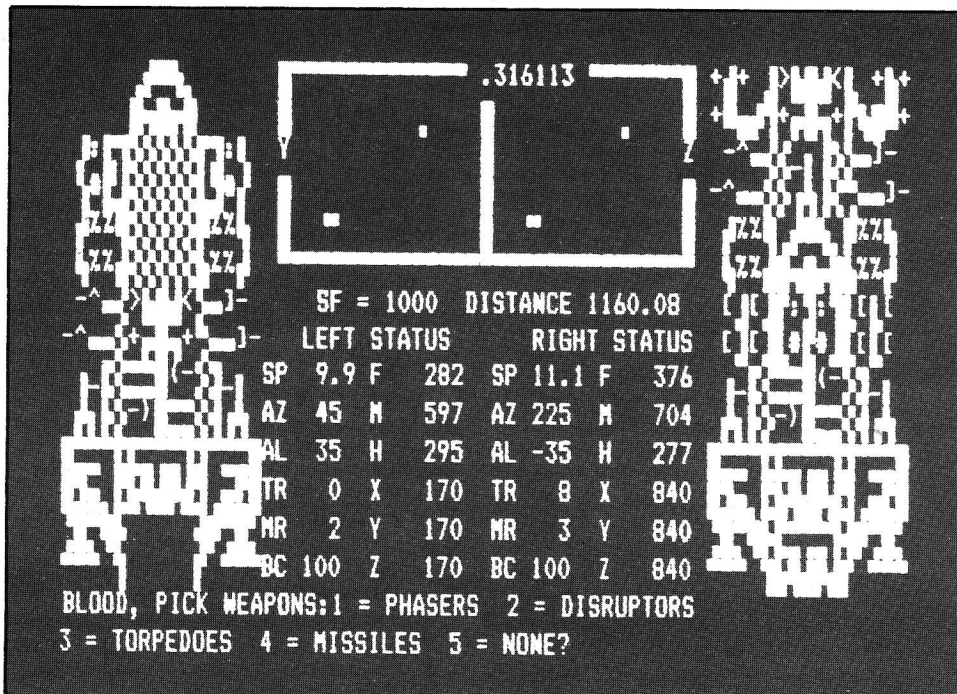 .316113
Y Z
SF = 1000 DISTANCE 1160.08
LEFT STATUS RIGHT STATUS
SP 9.9 F 282 SP 11.1 F 376
AZ 45 M 597 AZ 225 M 704
AL 35 H 295 AL -35 H 277
TR 0 X 170 TR 8 X 840
MR 2 Y 170 MR 3 Y 840
BC 100 Z 170 BC 100 Z 840
BLOOD, PICK WEAPONS:1 = PHASERS 2 = DISRUPTORS
3 = TORPEDOES 4 = MISSILES 5 = NONE?